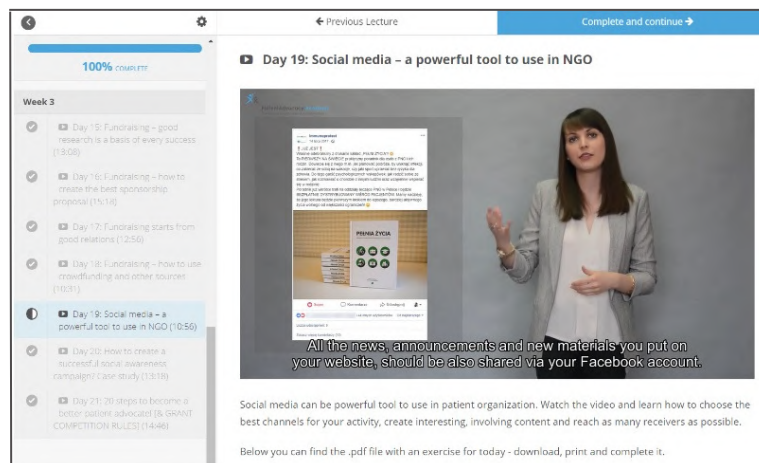 ← Previous Lecture
Complete and continue →
100% COMPLETE
Week 3
Day 19: Fundraising – good
research is a basis of every success
(13:08)
Day 16: Fundraising – how to
create the best sponsorship
proposal (15:14)
Day 17: Fundraising starts from
good relations (12:56)
Day 18: Fundraising – how to use
crowdfunding and other sources
(10:31)
Day 19: Social media – a
powerful tool to use in NGO (10:56)
Day 20: How to create a
successful social awareness
campaign? Case study (13:18)
Day 21: 20 steps to become a
better patient advocate! [& GRANT
COMPETITION RULES] (14:46)
Day 19: Social media – a powerful tool to use in NGO
PEŁNIA ŻYCIA
All the news, announcements and new materials you put on
your website, should be also shared via your Facebook account.
Social media can be powerful tool to use in patient organization. Watch the video and learn how to choose the
best channels for your activity, create interesting, involving content and reach as many receivers as possible.
Below you can find the .pdf file with an exercise for today - download, print and complete it.